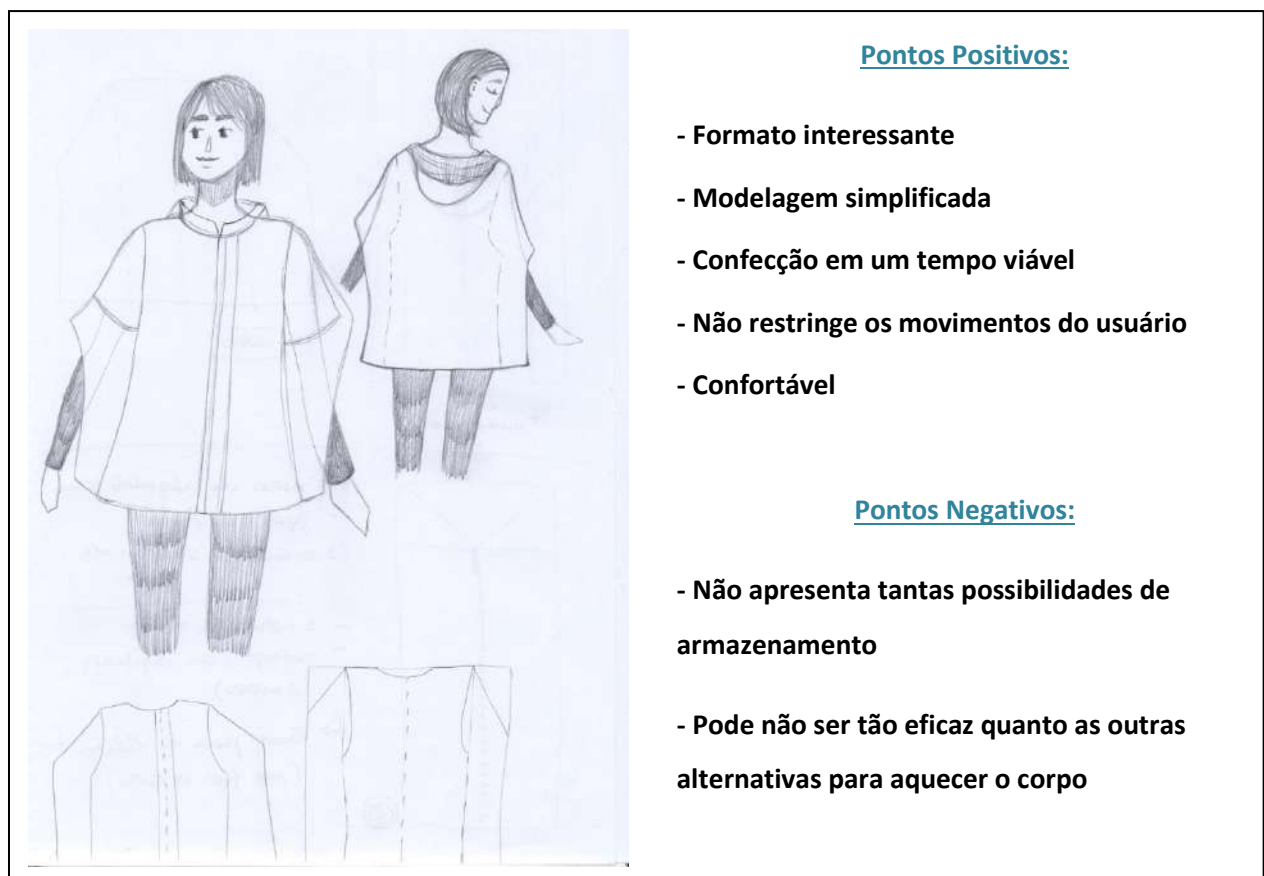 Pontos Positivos:
- Formato interessante
- Modelagem simplificada
- Confecção em um tempo viável
- Não restringe os movimentos do usuário
- Confortável
Pontos Negativos:
- Não apresenta tantas possibilidades de
armazenamento
- Pode não ser tão eficaz quanto as outras
alternativas para aquecer o corpo